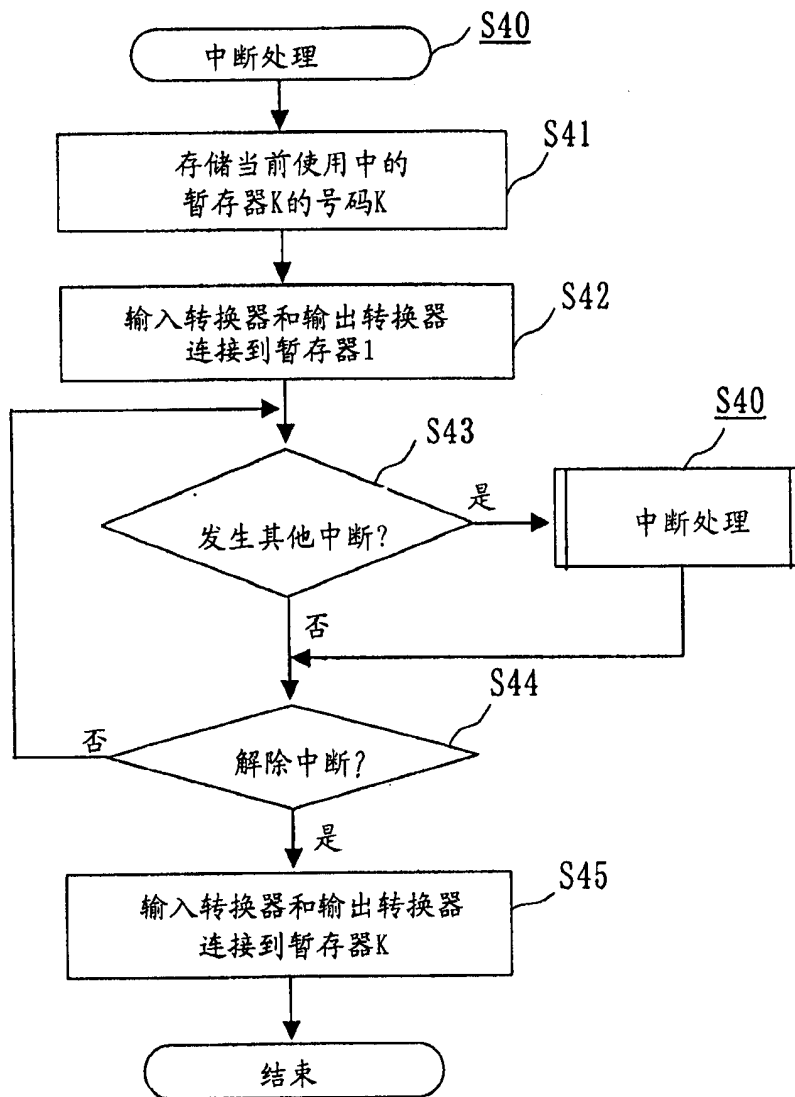 S40
中断处理
S41
存储当前使用中的
暂存器K的号码K
S42
输入转换器和输出转换器
连接到暂存器1
S40
S43
是
发生其他中断?
中断处理
否
S44
否
解除中断?
是
S45
输入转换器和输出转换器
连接到暂存器K
结束